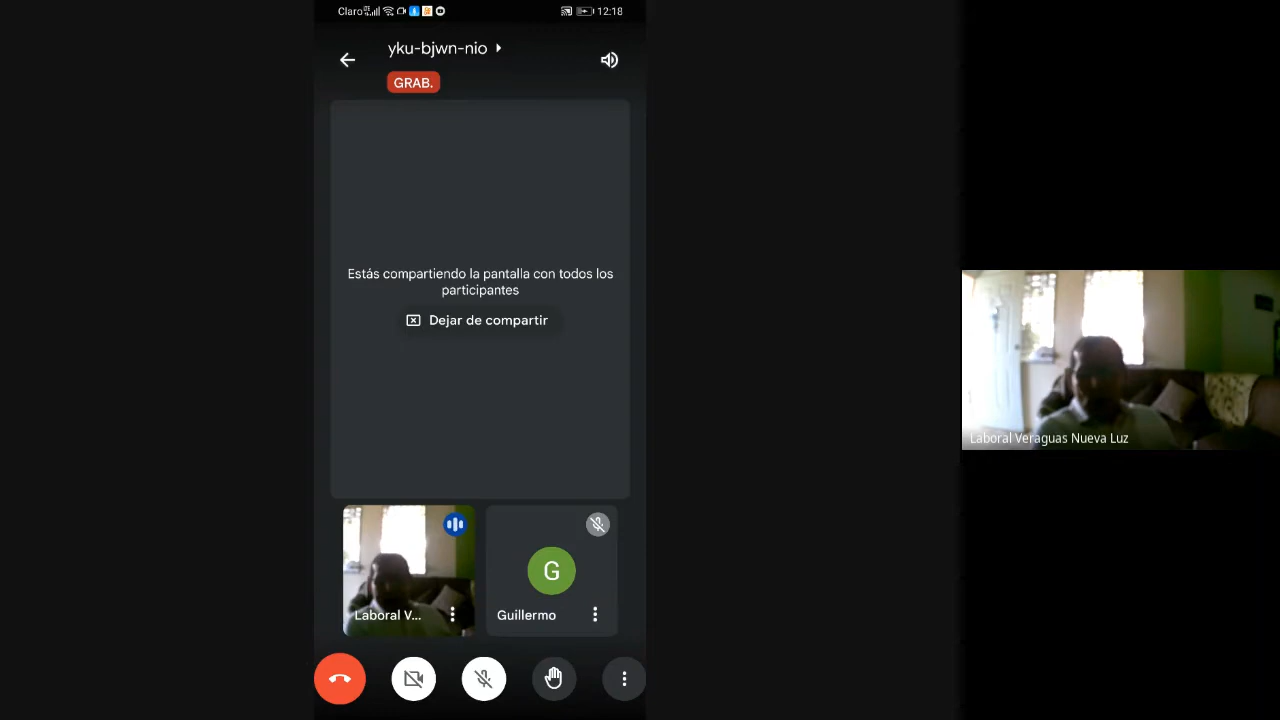 Claro 12:18
yku-bjwn-nio
GRAB.
Estás compartiendo la pantalla con todos los
participantes
Dejar de compartir
G
Laboral V...
Guillermo
Laboral Veraguas Nueva Luz